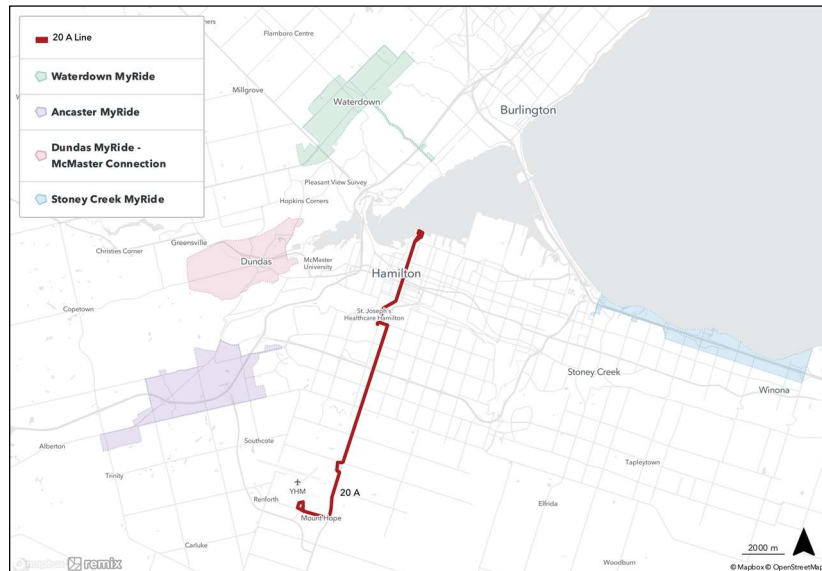 20 A Line
Waterdown MyRide
Ancaster MyRide
Dundas MyRide -
McMaster Connection
Stoney Creek MyRide
Flamboro Centre
Millgrove
Waterdown
Burlington
Pleasant View Survey
Hopkins Corners
Greensville
Christies Corner
Dundas
McMaster
University
Hamilton
Copetown
St. Joseph's
Healthcare Hamilton
Stoney Creek
Winona
Alberton
Southcote
Trinity
Tapleytown
YHM
20 A
Renforth
Mount Hope
Elfrida
Carluke
Woodburn
2000 m
mapbox remix
© Mapbox © OpenStreetMap